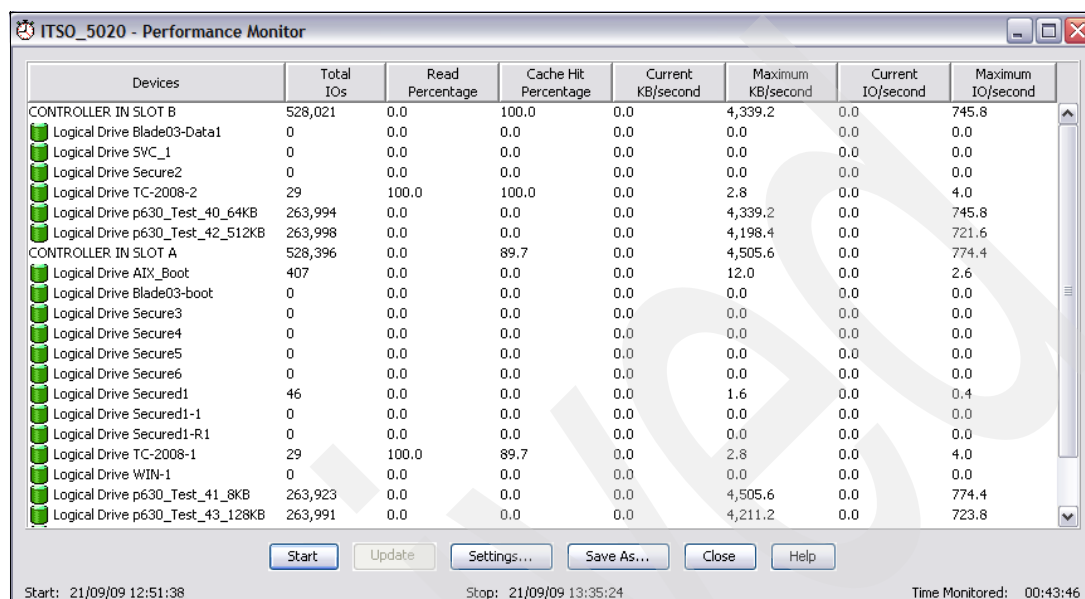 ITSO_5020 - Performance Monitor
Devices Total IOs Read Percentage Cache Hit Percentage Current KB/second Maximum KB/second Current IO/second Maximum IO/second
CONTROLLER IN SLOT B 528,021 0.0 100.0 0.0 4,339.2 0.0 745.8
Logical Drive Blade03-Data1 0 0.0 0.0 0.0 0.0 0.0 0.0
Logical Drive SVC_1 0 0.0 0.0 0.0 0.0 0.0 0.0
Logical Drive Secure2 0 0.0 0.0 0.0 0.0 0.0 0.0
Logical Drive TC-2008-2 29 100.0 100.0 0.0 2.8 0.0 4.0
Logical Drive p630_Test_40_64KB 263,994 0.0 0.0 0.0 4,339.2 0.0 745.8
Logical Drive p630_Test_42_512KB 263,998 0.0 0.0 0.0 4,198.4 0.0 721.6
CONTROLLER IN SLOT A 528,396 0.0 89.7 0.0 4,505.6 0.0 774.4
Logical Drive AIX_Boot 407 0.0 0.0 0.0 12.0 0.0 2.6
Logical Drive Blade03-boot 0 0.0 0.0 0.0 0.0 0.0 0.0
Logical Drive Secure3 0 0.0 0.0 0.0 0.0 0.0 0.0
Logical Drive Secure4 0 0.0 0.0 0.0 0.0 0.0 0.0
Logical Drive Secure5 0 0.0 0.0 0.0 0.0 0.0 0.0
Logical Drive Secure6 0 0.0 0.0 0.0 0.0 0.0 0.0
Logical Drive Secured1 46 0.0 0.0 0.0 1.6 0.0 0.4
Logical Drive Secured1-1 0 0.0 0.0 0.0 0.0 0.0 0.0
Logical Drive Secured1-R1 0 0.0 0.0 0.0 0.0 0.0 0.0
Logical Drive TC-2008-1 29 100.0 89.7 0.0 2.8 0.0 4.0
Logical Drive WIN-1 0 0.0 0.0 0.0 0.0 0.0 0.0
Logical Drive p630_Test_41_8KB 263,923 0.0 0.0 0.0 4,505.6 0.0 774.4
Logical Drive p630_Test_43_128KB 263,991 0.0 0.0 0.0 4,211.2 0.0 723.8
Start Update Settings... Save As... Close Help
Start: 21/09/09 12:51:38 Stop: 21/09/09 13:35:24 Time Monitored: 00:43:46